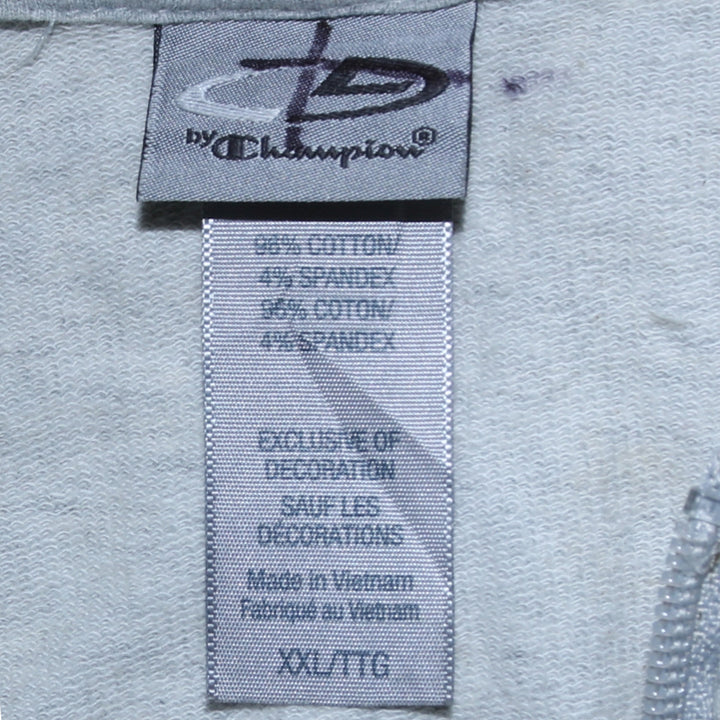 by Champion®
96% COTTON/
4% SPANDEX
95% COTON/
4% SPANDEX
EXCLUSIVE OF
DECORATION
SAUF LES
DÉCORATIONS
Made in Vietnam
Fabriqué au Vietnam
XXL/TTG